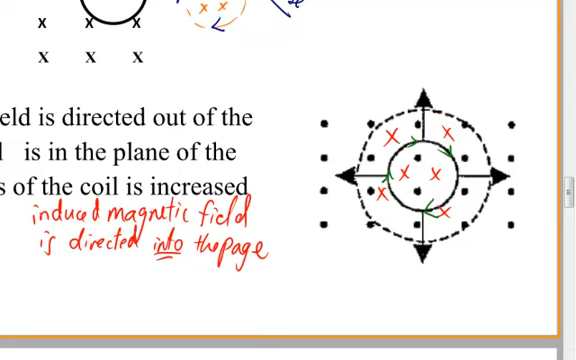 x x x
x x x
x x x
eld is directed out of the
is in the plane of the
s of the coil is increased
x x
x x
x x
induced magnetic field
is directed into the page